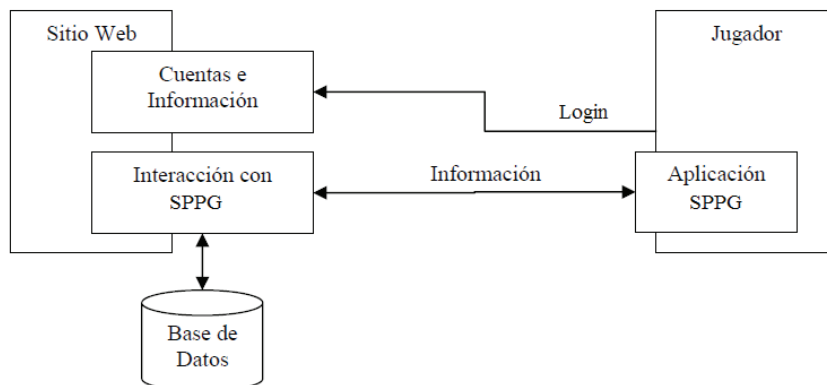 Sitio Web
Jugador
Cuentas e
Información
Login
Interacción con
SPPG
Información
Aplicación
SPPG
Base de
Datos